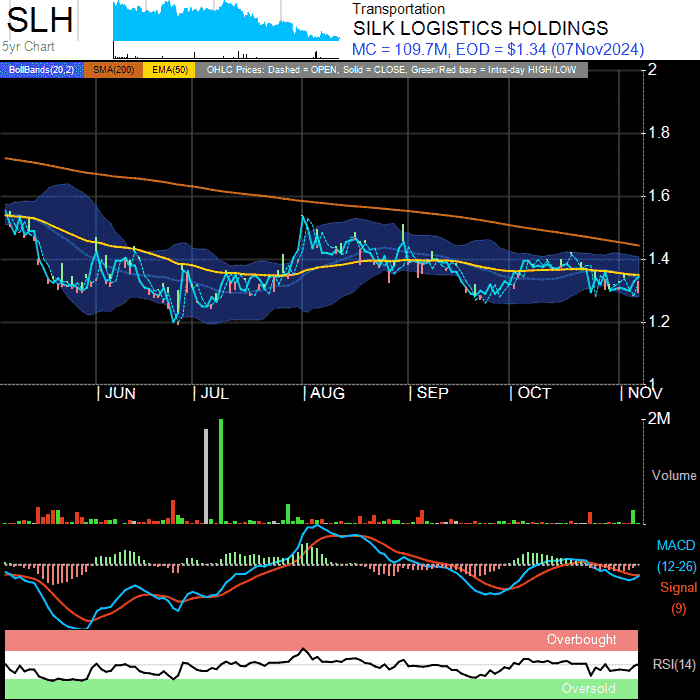 SLH
5yr Chart
Transportation
SILK LOGISTICS HOLDINGS
MC = 109.7M, EOD = $1.34 (07Nov2024)
BollBands(20,2) SMA(200) EMA(50) OHLC Prices: Dashed = OPEN, Solid = CLOSE, Green/Red bars = Intra-day HIGH/LOW
2
1.8
1.6
1.4
1.2
1
JUN JUL AUG SEP OCT NOV
2M
Volume
MACD
(12-26)
Signal
(9)
Overbought
RSI(14)
Oversold